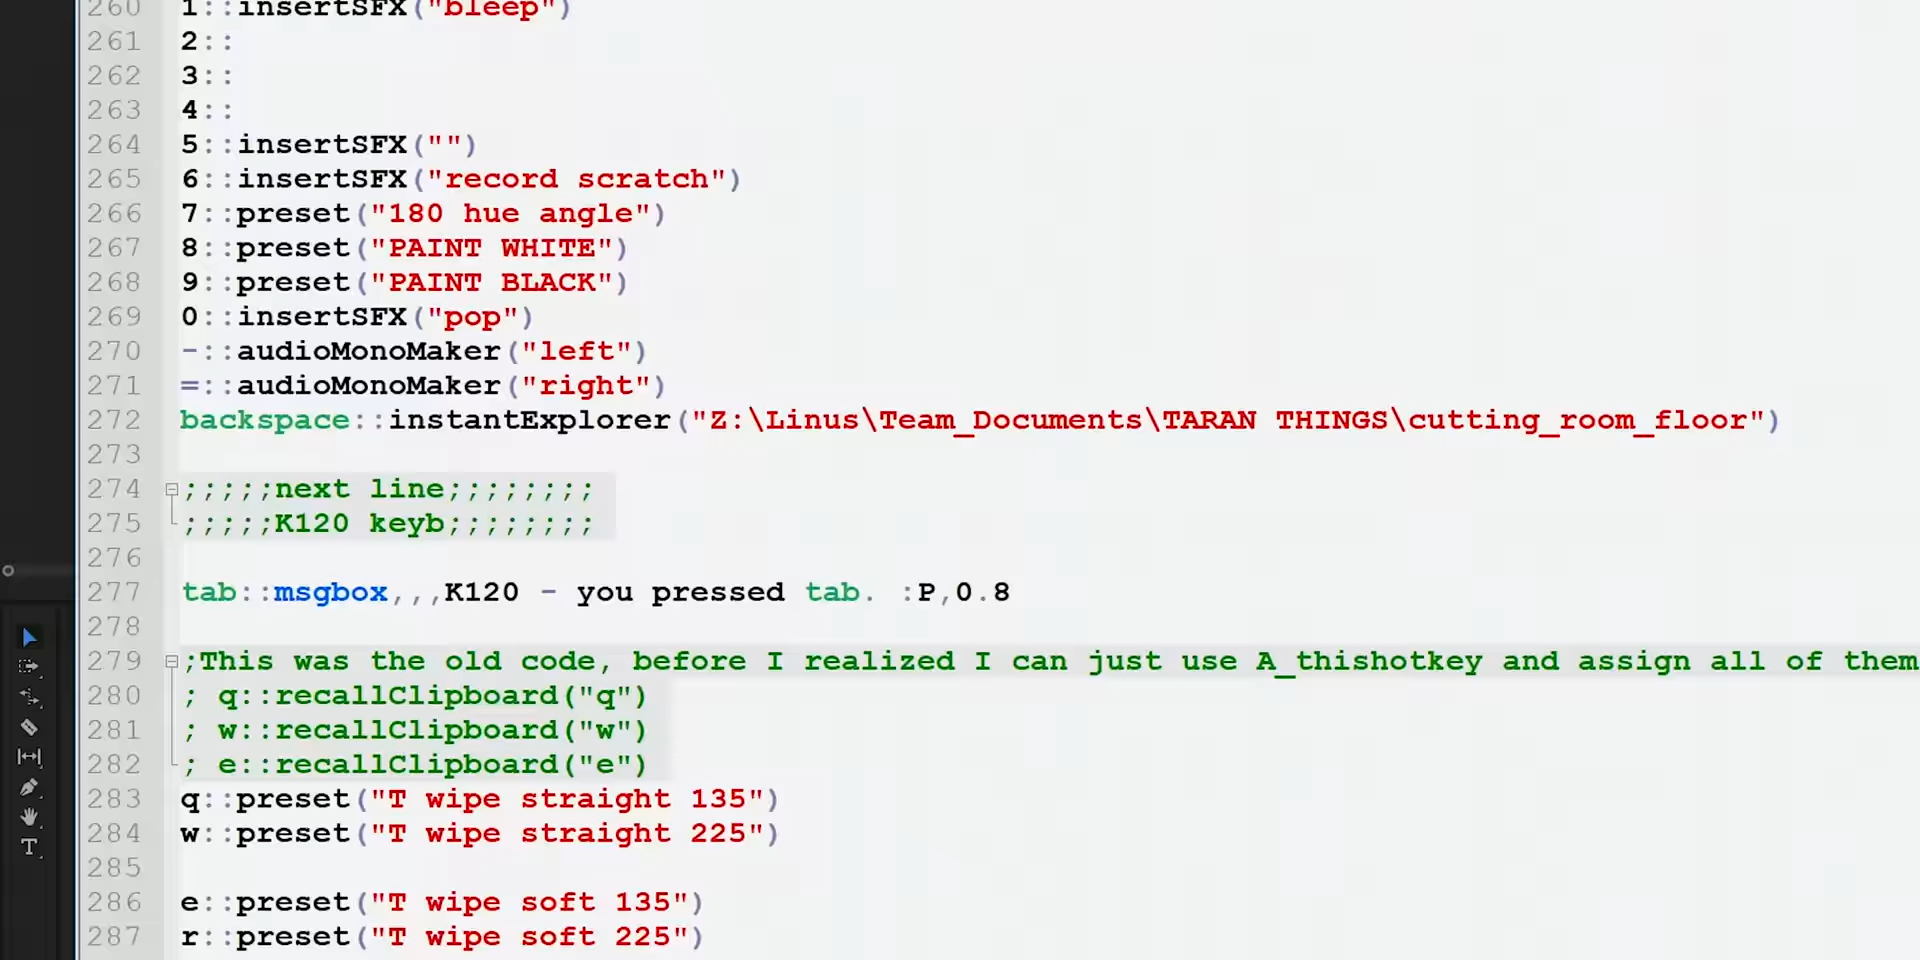 260 1::insertSFX("bleep")
261 2::
262 3::
263 4::
264 5::insertSFX("")
265 6::insertSFX("record scratch")
266 7::preset("180 hue angle")
267 8::preset("PAINT WHITE")
268 9::preset("PAINT BLACK")
269 0::insertSFX("pop")
270 -::audioMonoMaker("left")
271 =::audioMonoMaker("right")
272 backspace::instantExplorer("Z:\Linus\Team_Documents\TARAN THINGS\cutting_room_floor")
273
274 ;;;;;next line;;;;;;;;
275 ;;;;;K120 keyb;;;;;;;;
276
277 tab::msgbox,,,K120 - you pressed tab. :P,0.8
278
279 ;This was the old code, before I realized I can just use A_thishotkey and assign all of them
280 ; q::recallClipboard("q")
281 ; w::recallClipboard("w")
282 ; e::recallClipboard("e")
283 q::preset("T wipe straight 135")
284 w::preset("T wipe straight 225")
285
286 e::preset("T wipe soft 135")
287 r::preset("T wipe soft 225")